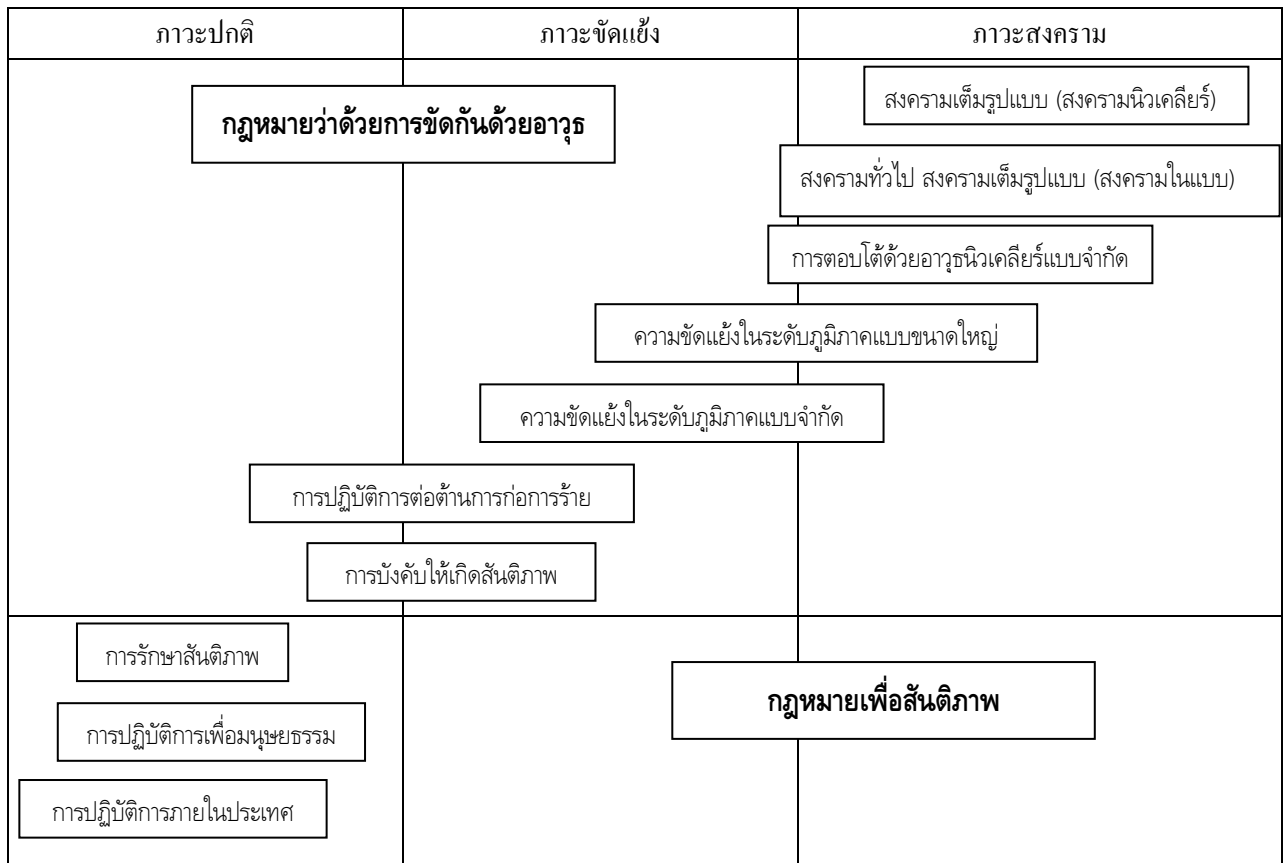 ภาวะปกติ
ภาวะขัดแย้ง
ภาวะสงคราม
สงครามเต็มรูปแบบ (สงครามนิวเคลียร์)
กฎหมายว่าด้วยการขัดกันด้วยอาวุธ
สงครามทั่วไป สงครามเต็มรูปแบบ (สงครามในแบบ)
การตอบโต้ด้วยอาวุธนิวเคลียร์แบบจำกัด
ความขัดแย้งในระดับภูมิภาคแบบขนาดใหญ่
ความขัดแย้งในระดับภูมิภาคแบบจำกัด
การปฏิบัติการต่อต้านการก่อการร้าย
การบังคับให้เกิดสันติภาพ
การรักษาสันติภาพ
กฎหมายเพื่อสันติภาพ
การปฏิบัติการเพื่อมนุษยธรรม
การปฏิบัติการภายในประเทศ